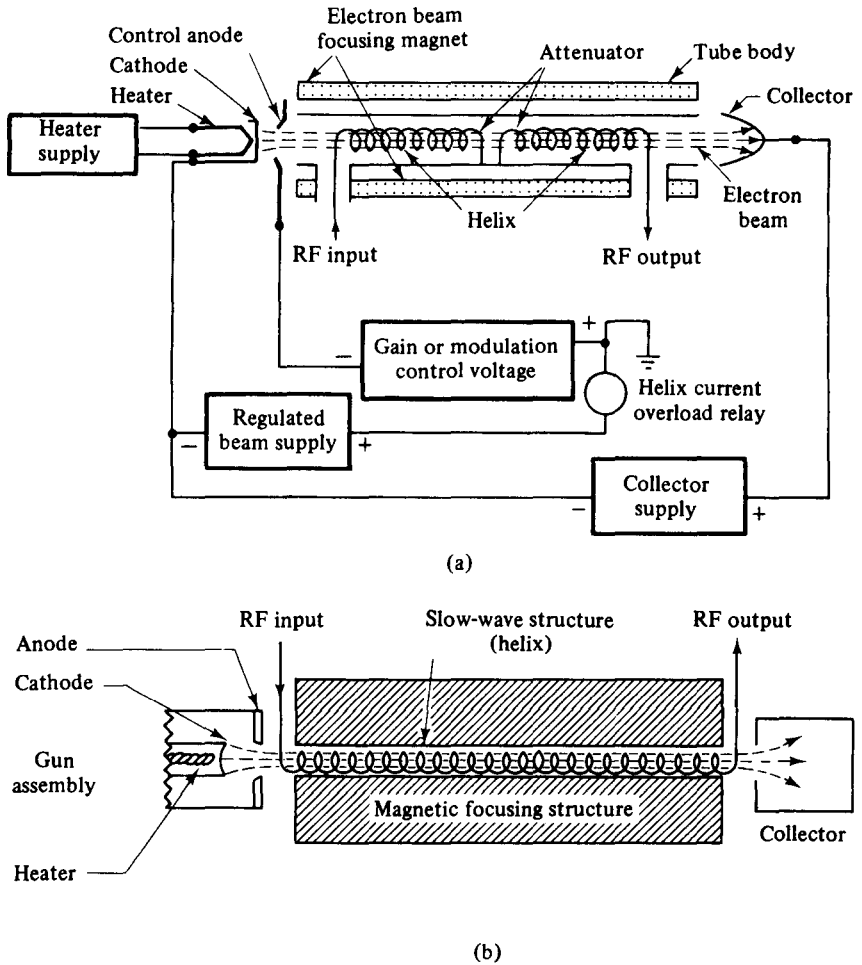 Electron beam
focusing magnet
Control anode
Cathode
Heater
Attenuator
Tube body
Collector
Heater
supply
Helix
Electron
beam
RF input
RF output
+
−
Gain or modulation
control voltage
Helix current
overload relay
−
Regulated
beam supply
+
−
Collector
supply
+
(a)
RF input
Slow-wave structure
(helix)
RF output
Anode
Cathode
Gun
assembly
Magnetic focusing structure
Collector
Heater
(b)